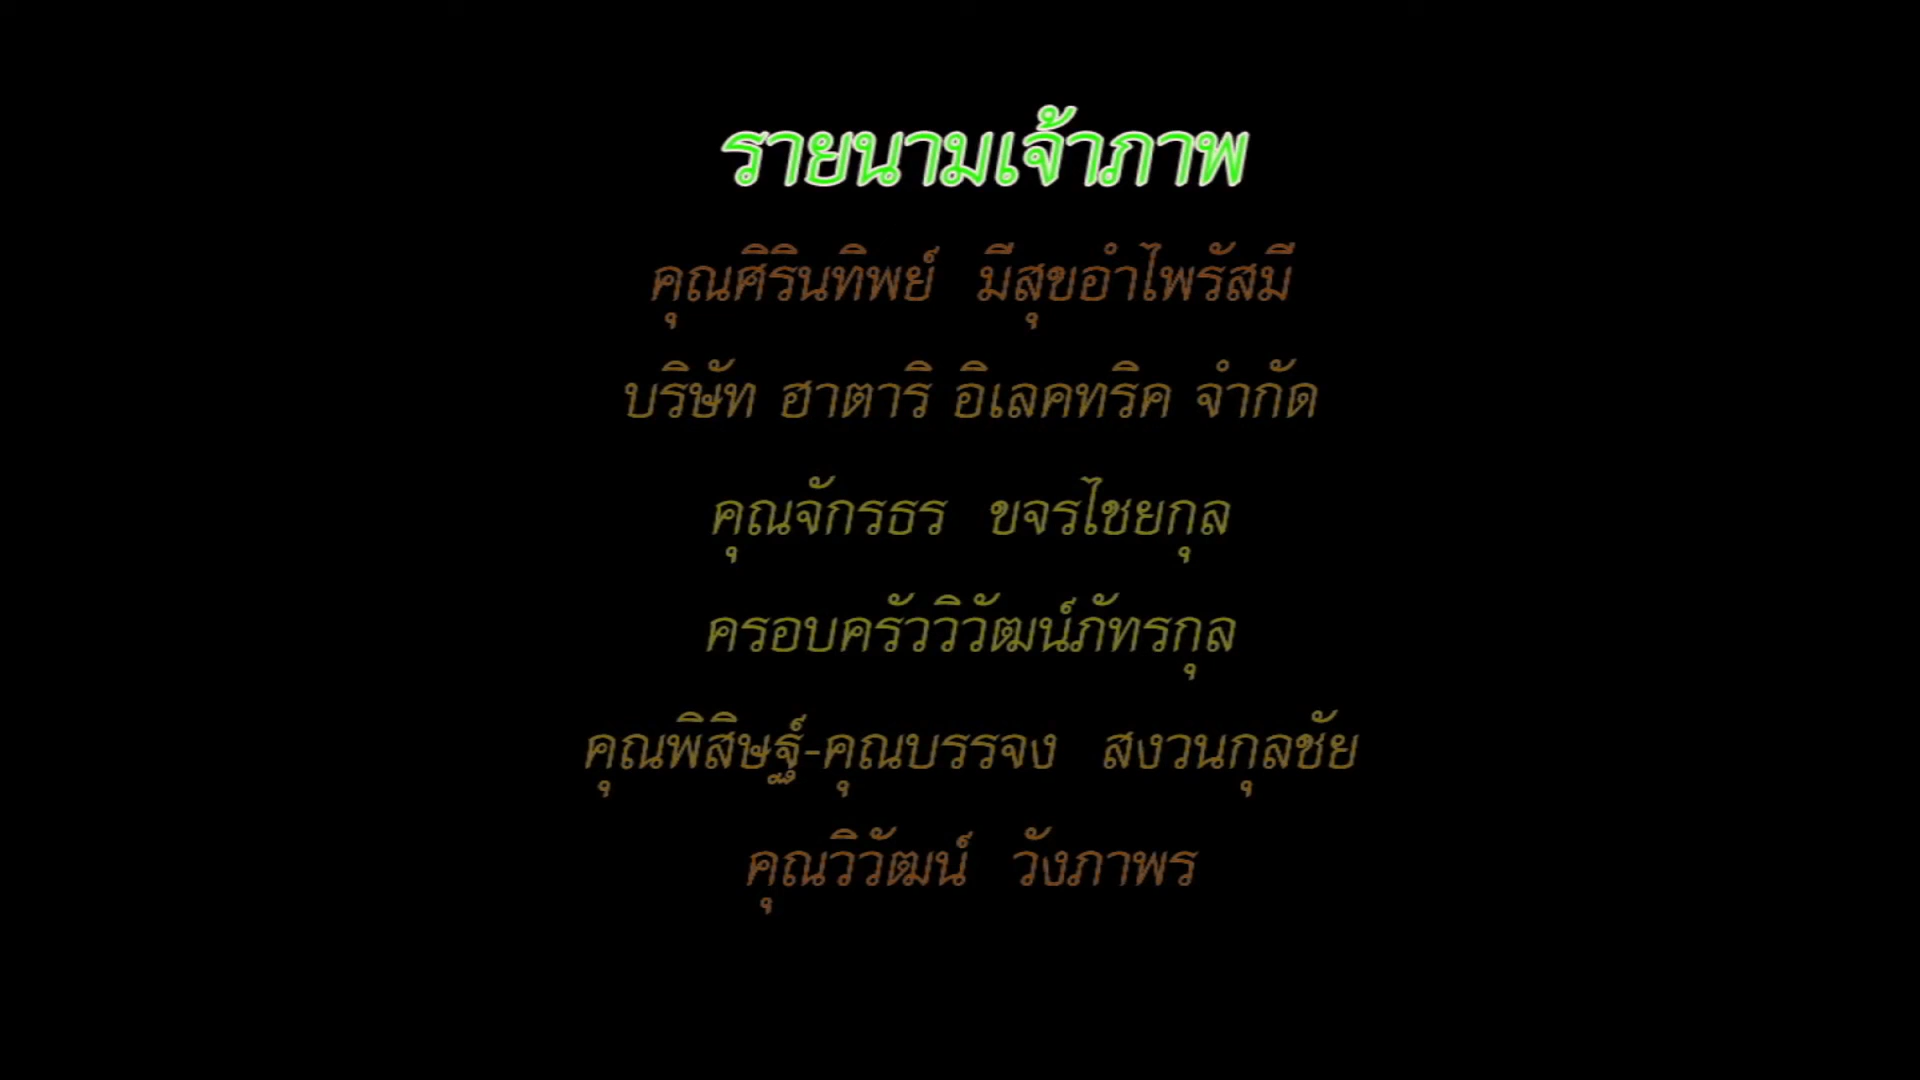 รายนามเจ้าภาพ
คุณศิรินทิพย์ มีสุขอำไพรัสมี
บริษัท ฮาตาริ อิเลคทริค จำกัด
คุณจักรธร ขจรไชยกุล
ครอบครัววิวัฒน์ภัทรกุล
คุณพิสิษฐ์-คุณบรรจง สงวนกุลชัย
คุณวิวัฒน์ วังภาพร